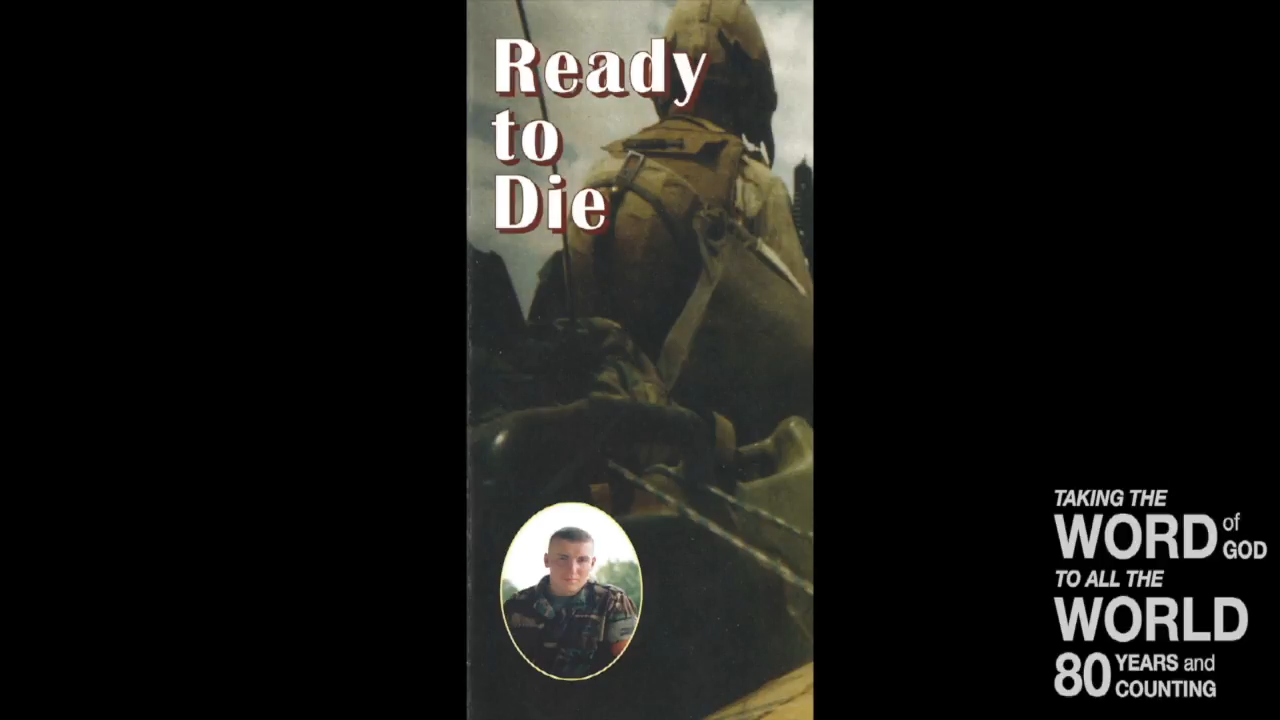 Ready
to
Die
TAKING THE
WORD of GOD
TO ALL THE
WORLD
80 YEARS and
COUNTING